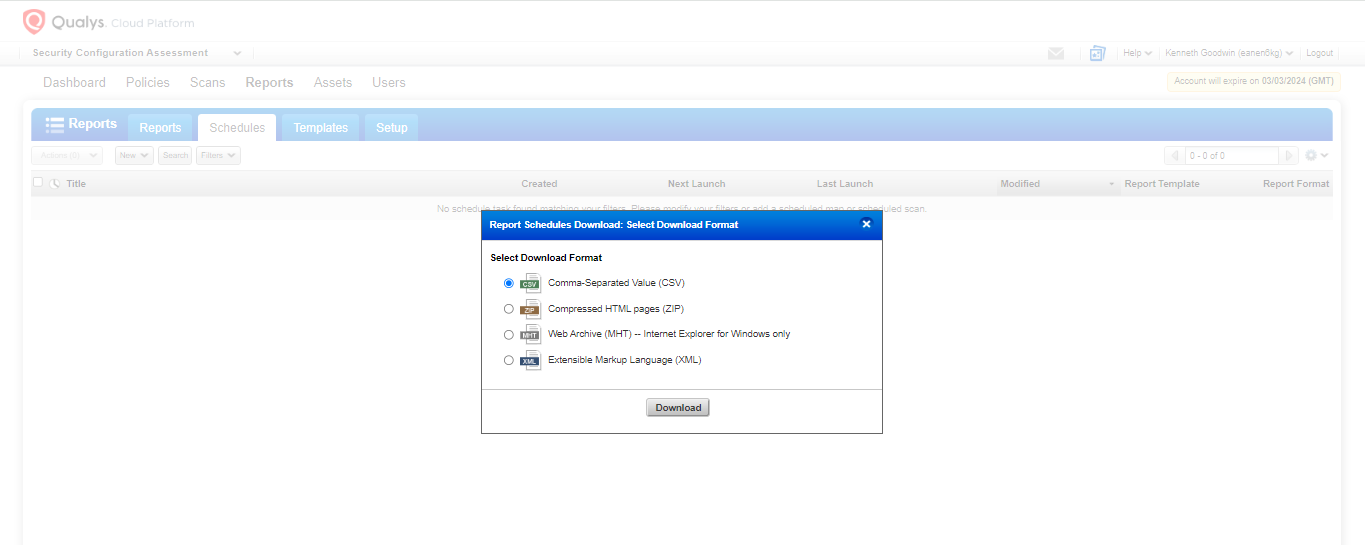 Qualys. Cloud Platform
Security Configuration Assessment
Help
Kenneth Goodwin (eanen6kg)
Logout
Dashboard Policies Scans Reports Assets Users
Account will expire on 03/03/2024 (GMT)
Reports Reports Schedules Templates Setup
Actions (0) New Search Filters 0 - 0 of 0
Title Created Next Launch Last Launch Modified Report Template Report Format
No schedule task found matching your filters. Please modify your filters or add a scheduled map or scheduled scan.
Report Schedules Download: Select Download Format
Select Download Format
CSV Comma-Separated Value (CSV)
ZIP Compressed HTML pages (ZIP)
MHT Web Archive (MHT) -- Internet Explorer for Windows only
XML Extensible Markup Language (XML)
Download